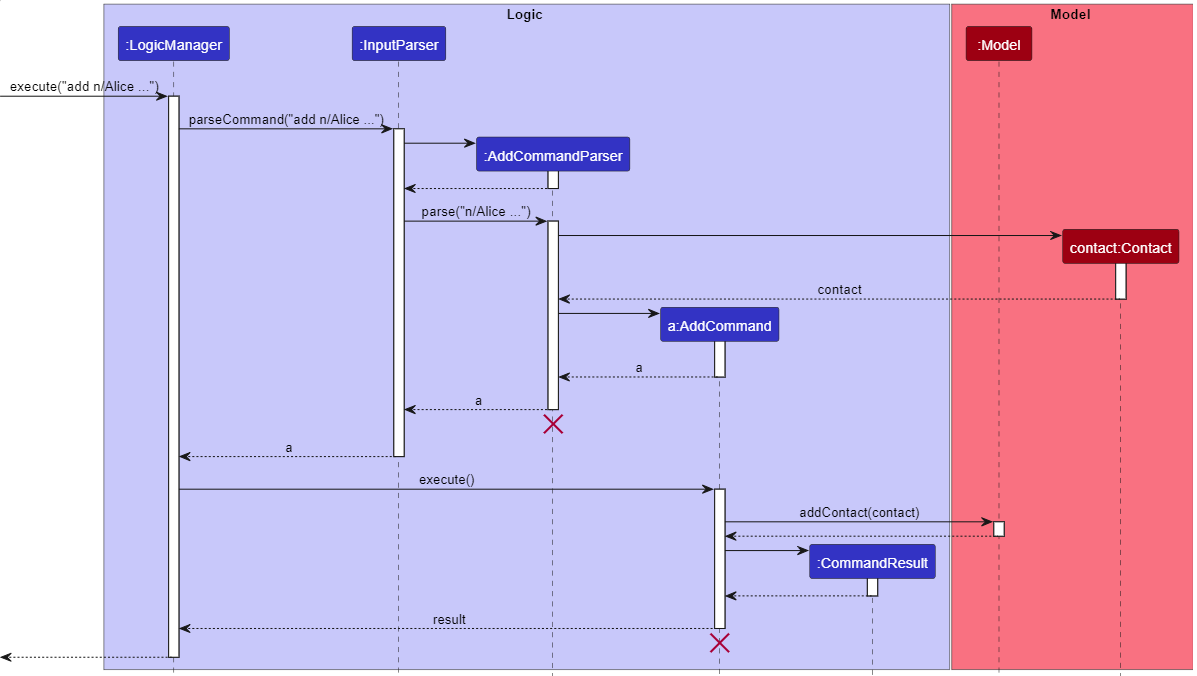 Logic
Model
:LogicManager
:InputParser
:Model
execute("add n/Alice ...")
parseCommand("add n/Alice ...")
:AddCommandParser
parse("n/Alice ...")
contact:Contact
contact
a:AddCommand
a
a
a
execute()
addContact(contact)
:CommandResult
result